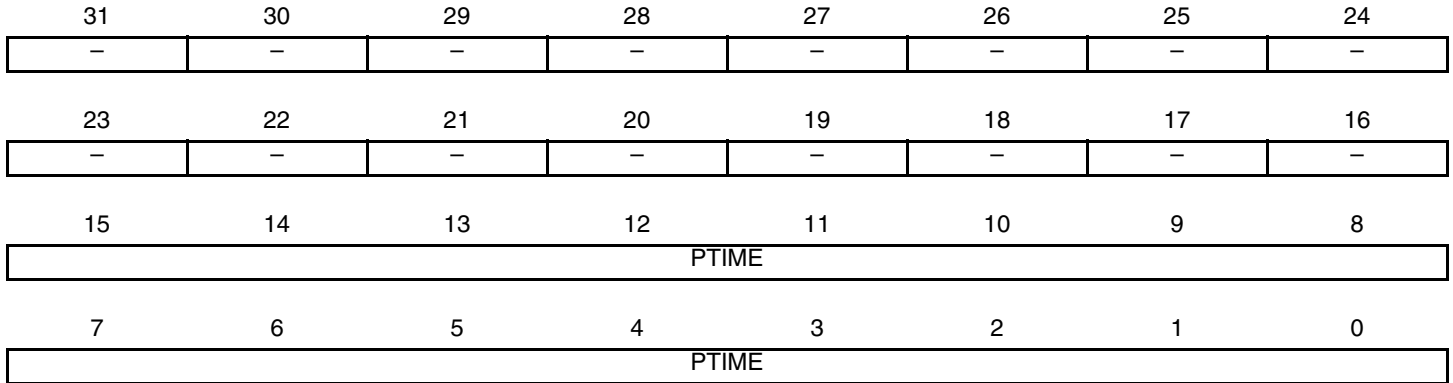 31 30 29 28 27 26 25 24
– – – – – – – –
23 22 21 20 19 18 17 16
– – – – – – – –
15 14 13 12 11 10 9 8
PTIME
7 6 5 4 3 2 1 0
PTIME